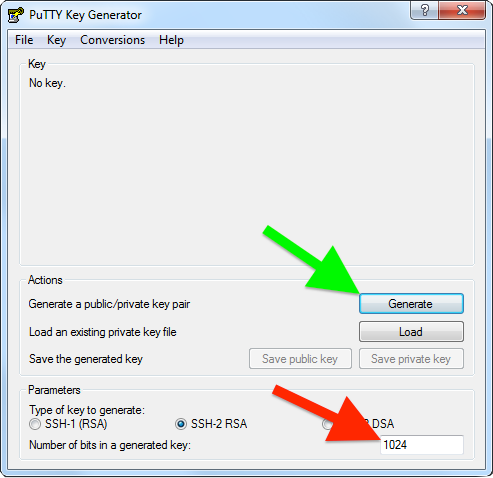 PuTTY Key Generator
File Key Conversions Help
Key
No key.
Actions
Generate a public/private key pair Generate
Load an existing private key file Load
Save the generated key Save public key Save private key
Parameters
Type of key to generate:
SSH-1 (RSA) SSH-2 RSA DSA
Number of bits in a generated key: 1024